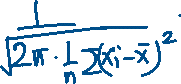 1/√(2π · 1/n Σ(xᵢ - x̄)²)